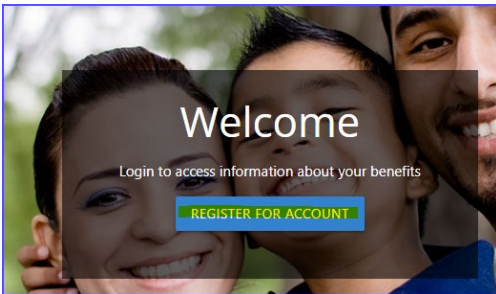 Welcome
Login to access information about your benefits
REGISTER FOR ACCOUNT